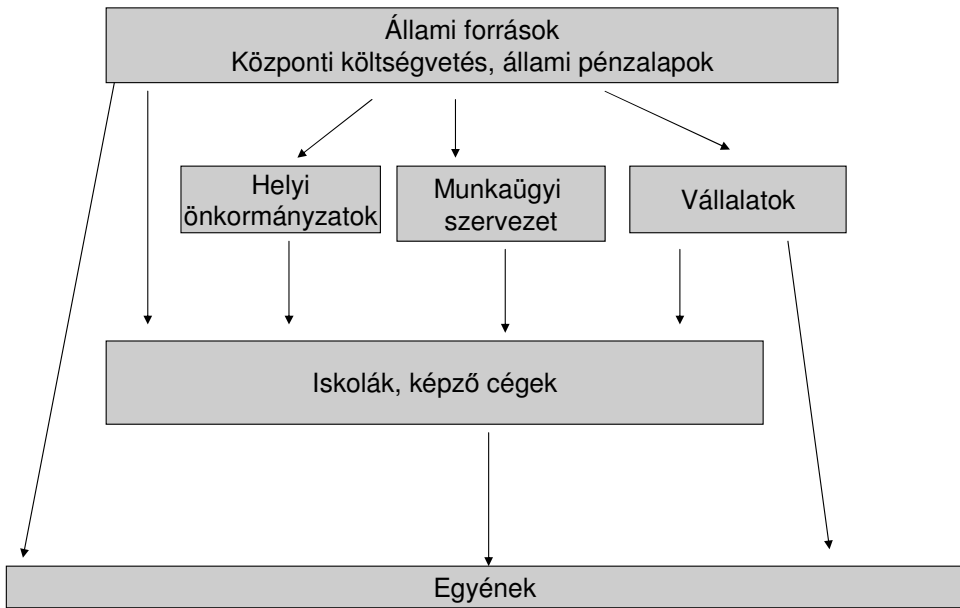 Állami források
Központi költségvetés, állami pénzalapok
Helyi
önkormányzatok
Munkaügyi
szervezet
Vállalatok
Iskolák, képző cégek
Egyének